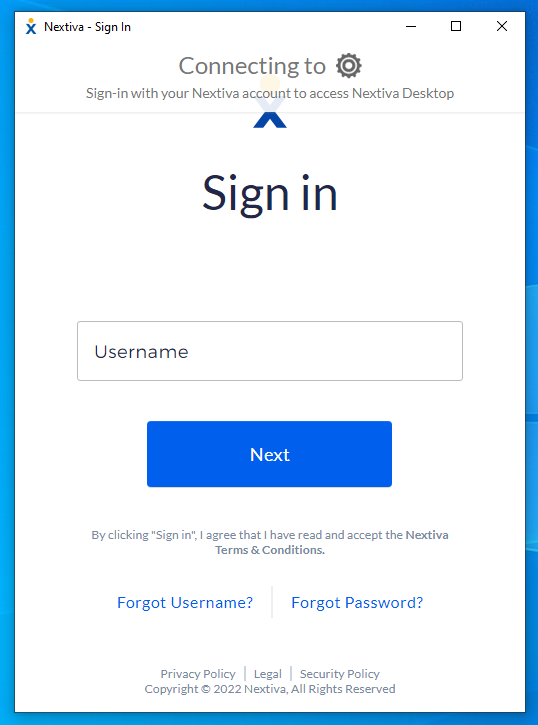 Nextiva - Sign In
Connecting to
Sign-in with your Nextiva account to access Nextiva Desktop
Sign in
Username
Next
By clicking "Sign in", I agree that I have read and accept the Nextiva
Terms & Conditions.
Forgot Username? Forgot Password?
Privacy Policy | Legal | Security Policy
Copyright © 2022 Nextiva, All Rights Reserved